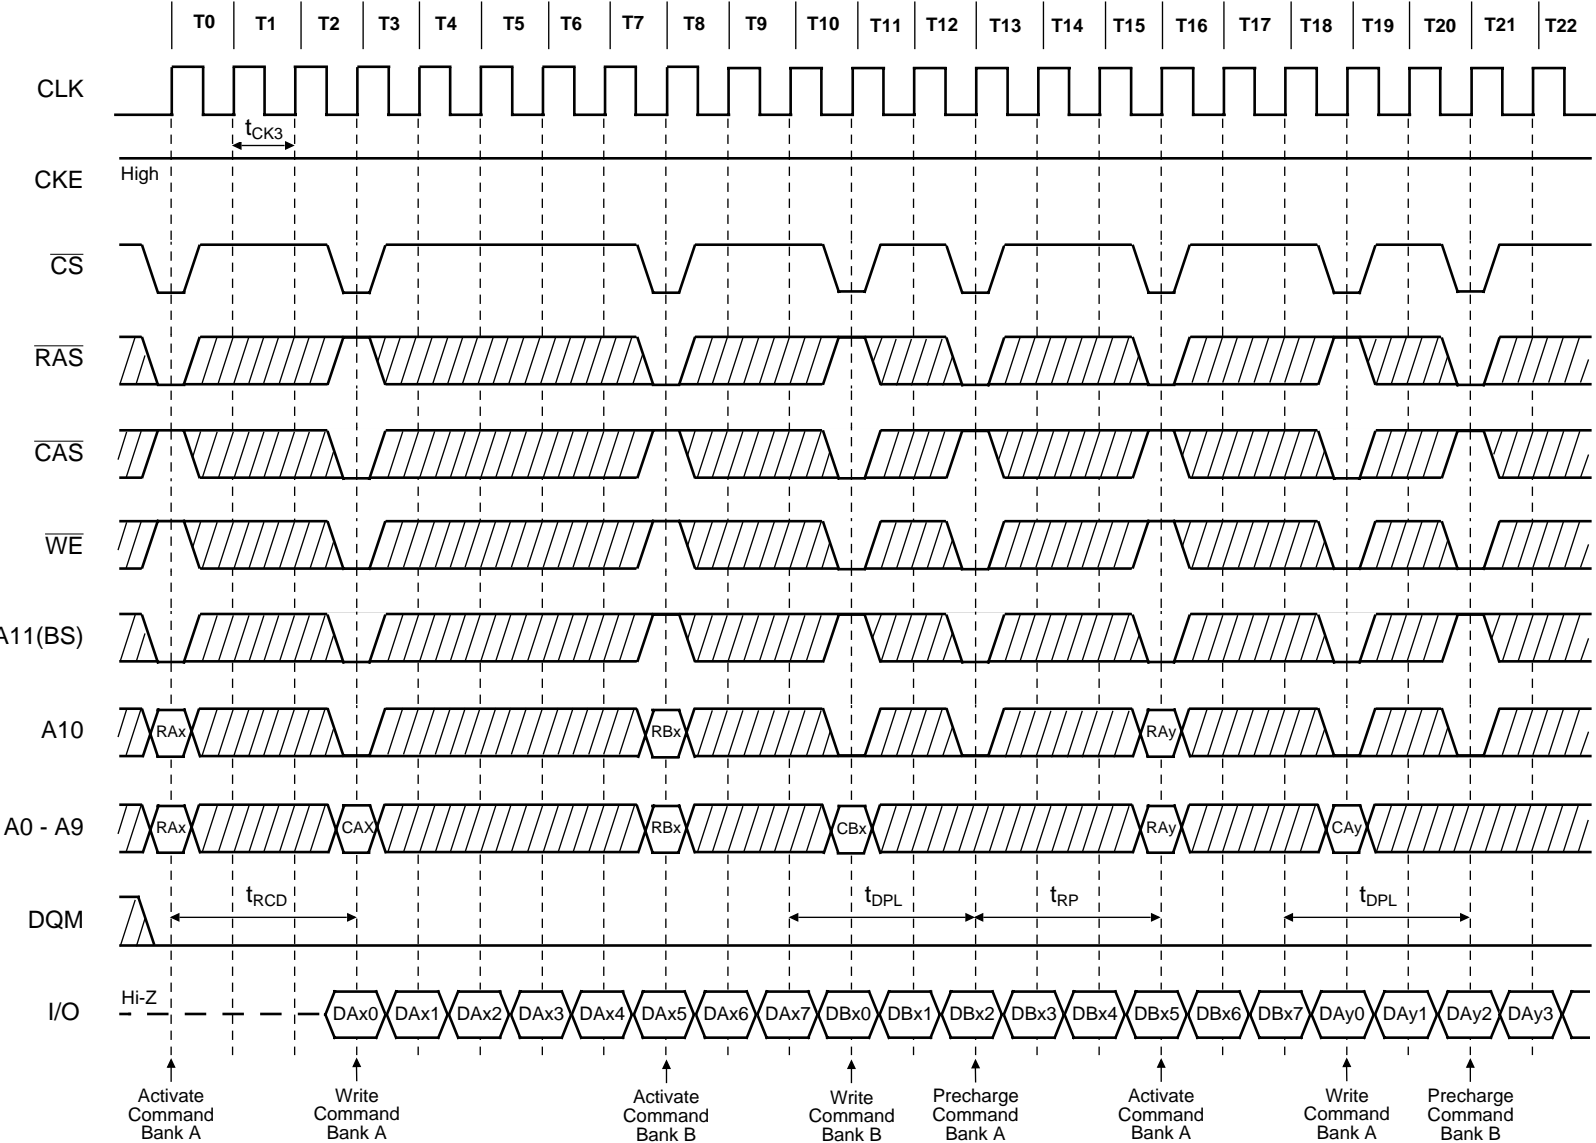 T0 T1 T2 T3 T4 T5 T6 T7 T8 T9 T10 T11 T12 T13 T14 T15 T16 T17 T18 T19 T20 T21 T22
CLK
tCK3
CKE
High
CS
RAS
CAS
WE
A11(BS)
A10
RAx RBx RAy
A0 - A9
RAx CAX RBx CBx RAy CAy
DQM
tRCD tDPL tRP tDPL
I/O
Hi-Z
DAx0 DAx1 DAx2 DAx3 DAx4 DAx5 DAx6 DAx7 DBx0 DBx1 DBx2 DBx3 DBx4 DBx5 DBx6 DBx7 DAy0 DAy1 DAy2 DAy3
Activate
Command
Bank A
Write
Command
Bank A
Activate
Command
Bank B
Write
Command
Bank B
Precharge
Command
Bank A
Activate
Command
Bank A
Write
Command
Bank A
Precharge
Command
Bank B